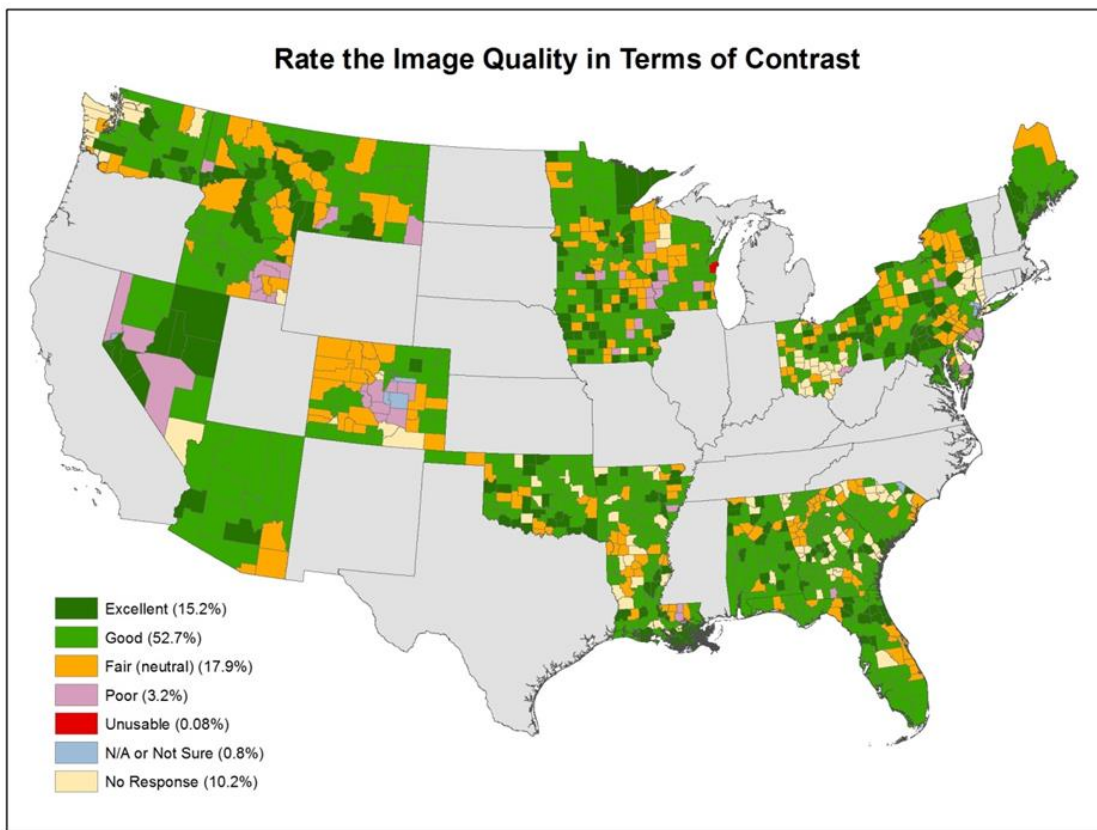 Rate the Image Quality in Terms of Contrast
Excellent (15.2%)
Good (52.7%)
Fair (neutral) (17.9%)
Poor (3.2%)
Unusable (0.08%)
N/A or Not Sure (0.8%)
No Response (10.2%)